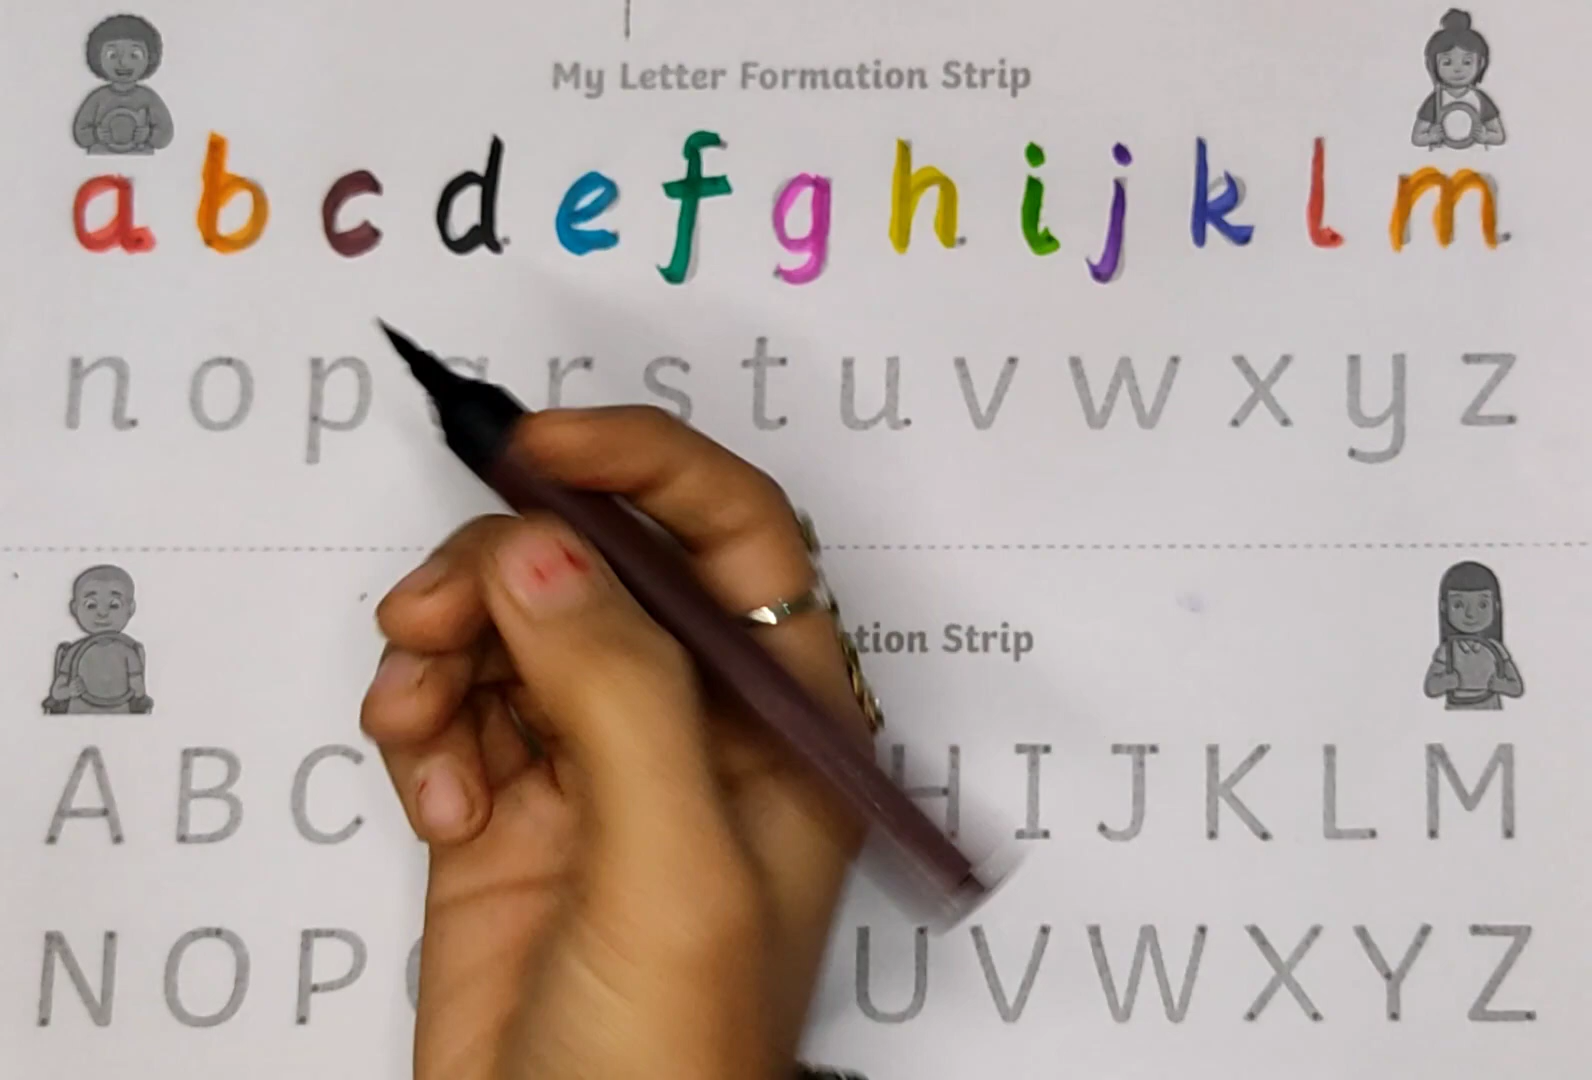 My Letter Formation Strip
a b c d e f g h i j k l m
n o p q r s t u v w x y z
tion Strip
A B C H I J K L M
N O P U V W X Y Z